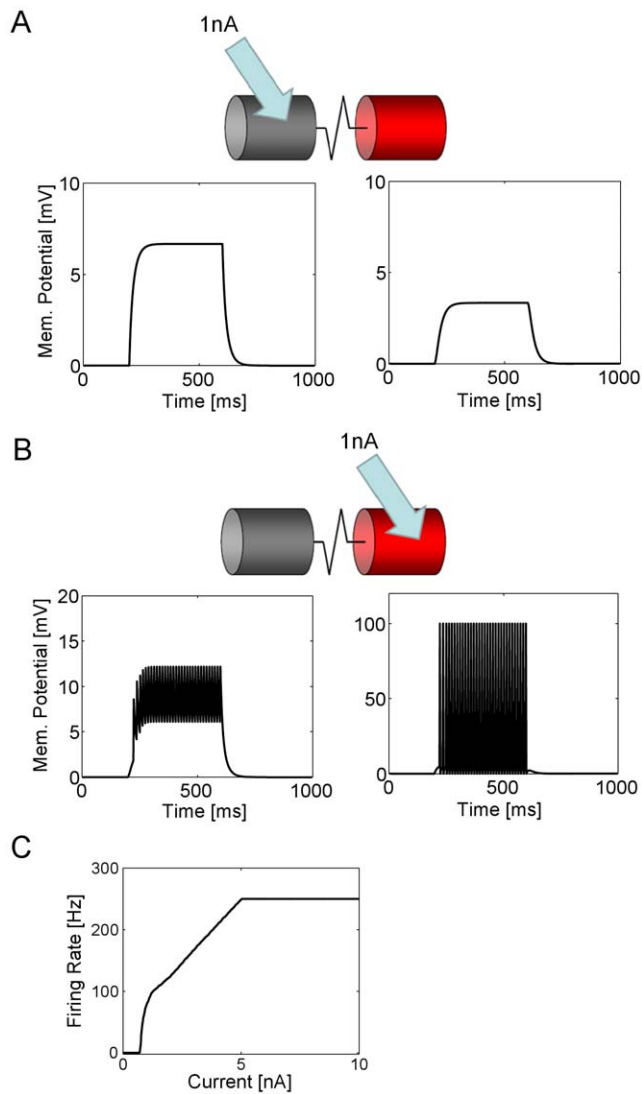 A
1nA
Mem. Potential [mV]
10
5
0
0 500 1000
Time [ms]
10
5
0
0 500 1000
Time [ms]
B
1nA
Mem. Potential [mV]
20
15
10
5
0
0 500 1000
Time [ms]
100
50
0
0 500 1000
Time [ms]
C
Firing Rate [Hz]
300
200
100
0
0 5 10
Current [nA]